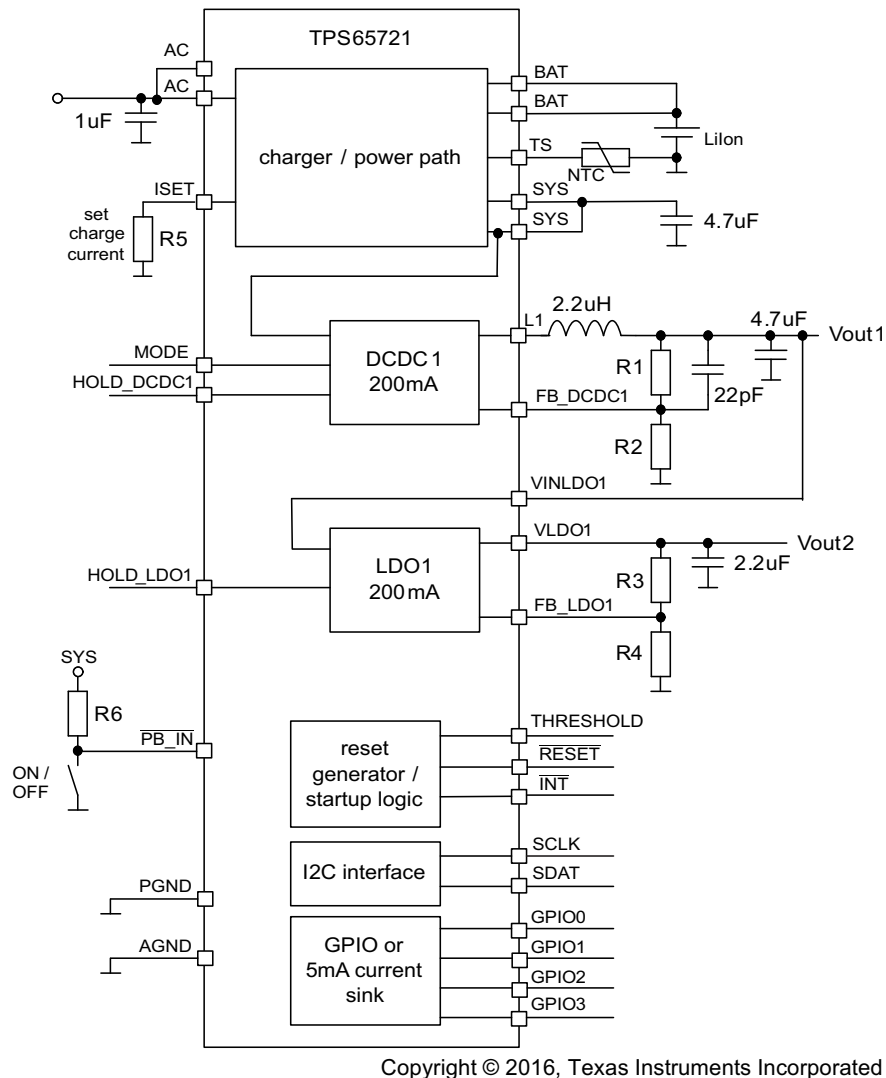 TPS65721
AC
AC
1uF
charger / power path
BAT
BAT
LiIon
TS
NTC
ISET
SYS
SYS
4.7uF
set
charge
current
R5
L1
2.2uH
4.7uF
Vout1
MODE
HOLD_DCDC1
DCDC1
200mA
R1
22pF
FB_DCDC1
R2
VINLDO1
VLDO1
Vout2
LDO1
200mA
HOLD_LDO1
R3
2.2uF
FB_LDO1
R4
SYS
R6
PB_IN
ON /
OFF
reset
generator /
startup logic
THRESHOLD
RESET
INT
I2C interface
SCLK
SDAT
PGND
AGND
GPIO or
5mA current
sink
GPIO0
GPIO1
GPIO2
GPIO3
Copyright © 2016, Texas Instruments Incorporated